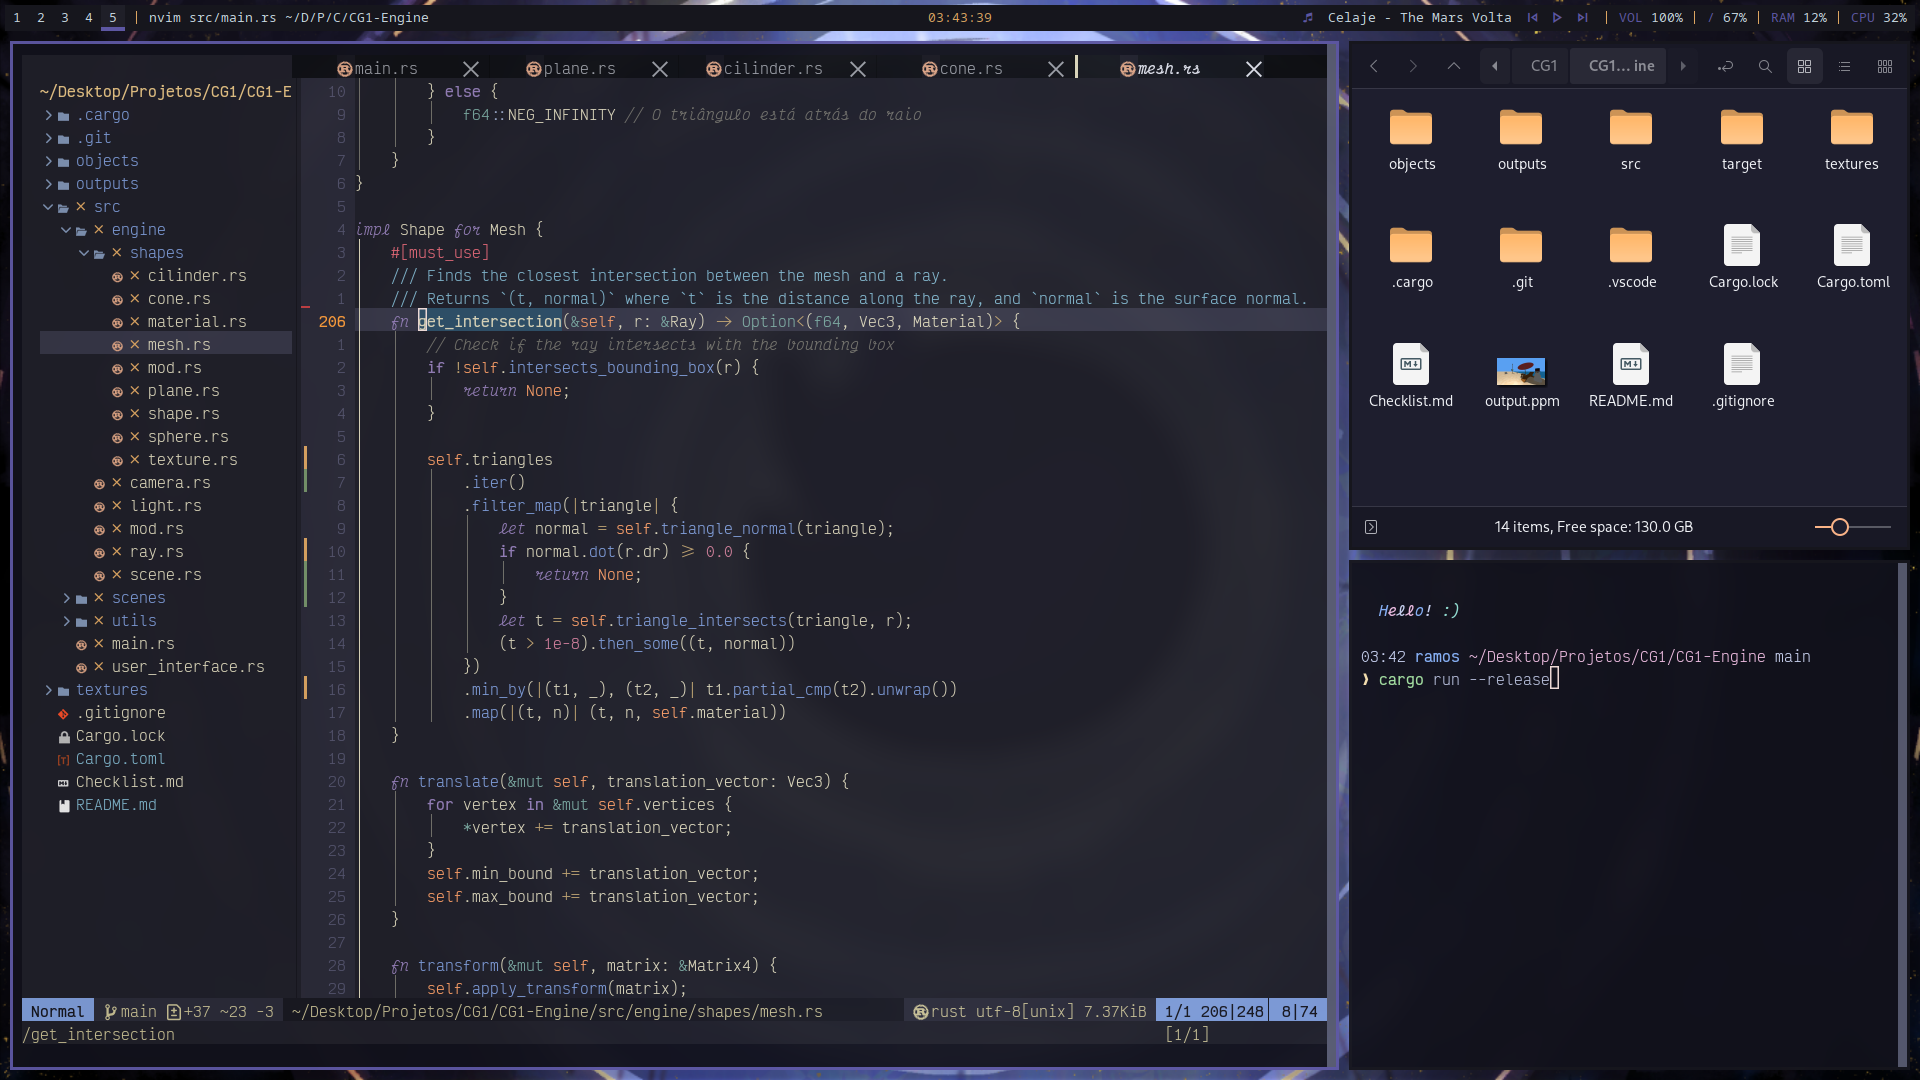 1 2 3 4 5 | nvim src/main.rs ~/D/P/C/CG1-Engine
03:43:39
Celaje - The Mars Volta | VOL 100% | / 67% | RAM 12% | CPU 32%
main.rs plane.rs cilinder.rs cone.rs mesh.rs
~/Desktop/Projetos/CG1/CG1-E
.cargo
.git
objects
outputs
src
engine
shapes
cilinder.rs
cone.rs
material.rs
mesh.rs
mod.rs
plane.rs
shape.rs
sphere.rs
texture.rs
camera.rs
light.rs
mod.rs
ray.rs
scene.rs
scenes
utils
main.rs
user_interface.rs
textures
.gitignore
Cargo.lock
Cargo.toml
Checklist.md
README.md
10 } else {
9 f64::NEG_INFINITY // O triângulo está atrás do raio
8 }
7 }
6 }
5
4 impl Shape for Mesh {
3 #[must_use]
2 /// Finds the closest intersection between the mesh and a ray.
1 /// Returns `(t, normal)` where `t` is the distance along the ray, and `normal` is the surface normal.
206 fn get_intersection(&self, r: &Ray) -> Option<(f64, Vec3, Material)> {
1 // Check if the ray intersects with the bounding box
2 if !self.intersects_bounding_box(r) {
3 return None;
4 }
5
6 self.triangles
7 .iter()
8 .filter_map(|triangle| {
9 let normal = self.triangle_normal(triangle);
10 if normal.dot(r.dr) >= 0.0 {
11 return None;
12 }
13 let t = self.triangle_intersects(triangle, r);
14 (t > 1e-8).then_some((t, normal))
15 })
16 .min_by(|(t1, _), (t2, _)| t1.partial_cmp(t2).unwrap())
17 .map(|(t, n)| (t, n, self.material))
18 }
19
20 fn translate(&mut self, translation_vector: Vec3) {
21 for vertex in &mut self.vertices {
22 *vertex += translation_vector;
23 }
24 self.min_bound += translation_vector;
25 self.max_bound += translation_vector;
26 }
27
28 fn transform(&mut self, matrix: &Matrix4) {
29 self.apply_transform(matrix);
Normal main +37 ~23 -3 ~/Desktop/Projetos/CG1/CG1-Engine/src/engine/shapes/mesh.rs rust utf-8[unix] 7.37KiB 1/1 206|248 8|74
/get_intersection [1/1]
CG1 CG1... ine
objects outputs src target textures
.cargo .git .vscode Cargo.lock Cargo.toml
Checklist.md output.ppm README.md .gitignore
14 items, Free space: 130.0 GB
Hello! :)
03:42 ramos ~/Desktop/Projetos/CG1/CG1-Engine main
❯ cargo run --release